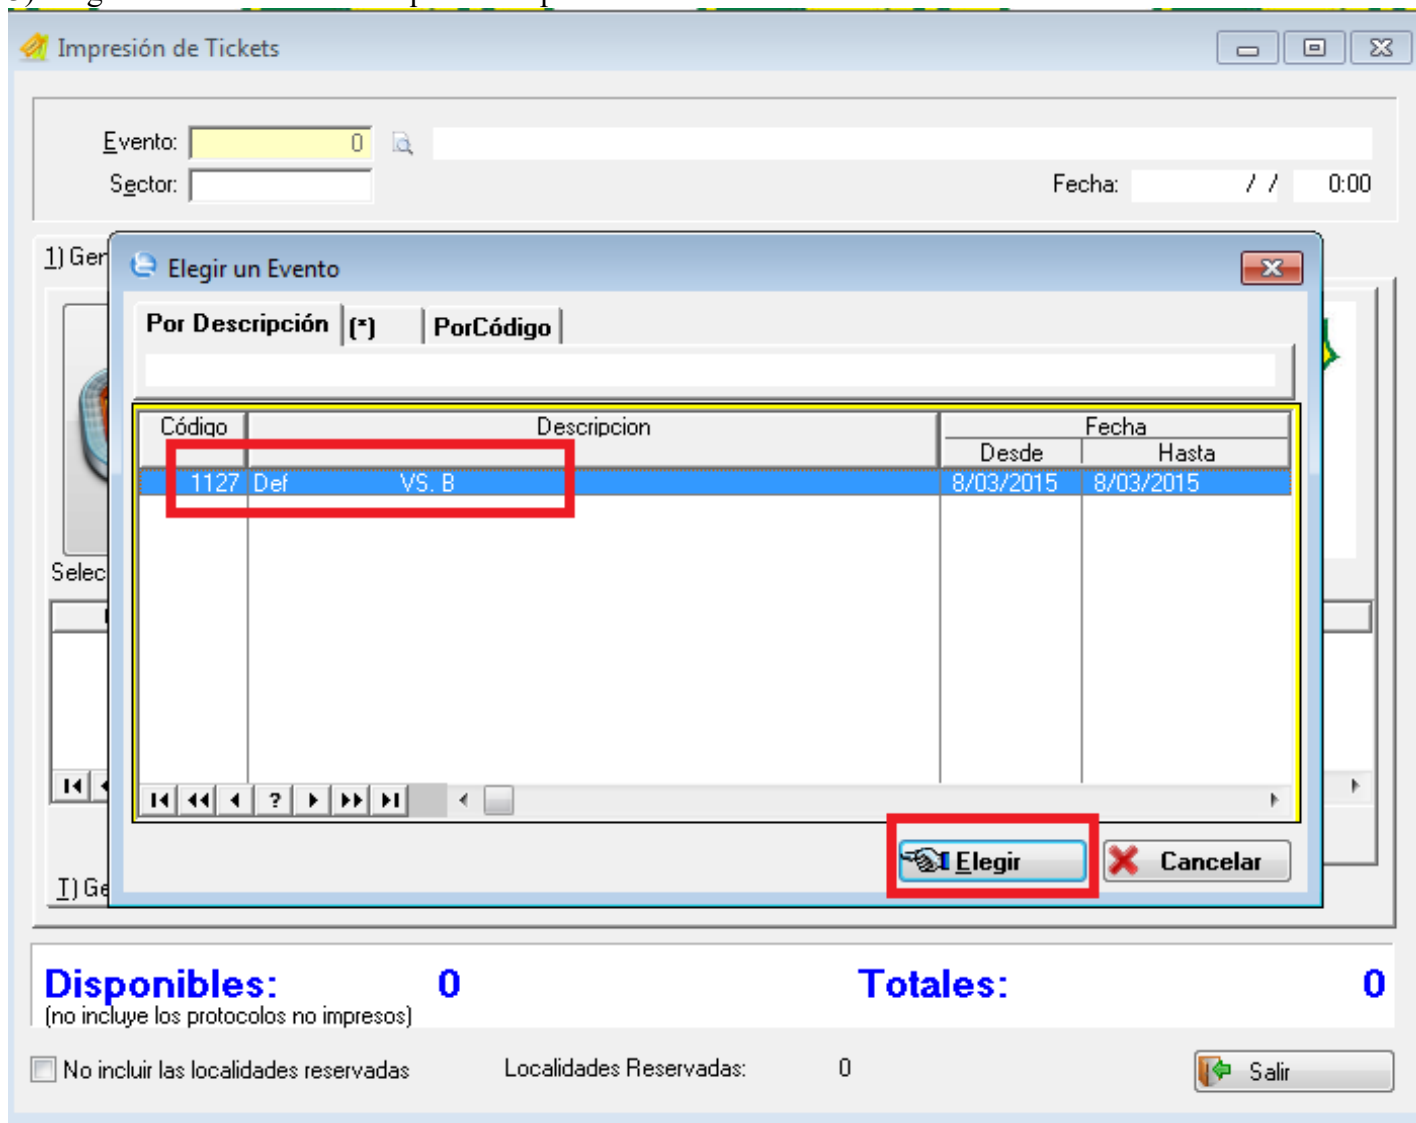 Impresión de Tickets
Evento: 0
Sector:
Fecha: / / 0:00
1) Ger
Elegir un Evento
Por Descripción (*) PorCódigo
Código Descripcion Fecha
Desde Hasta
1127 Def VS. B 8/03/2015 8/03/2015
Selec
?
Elegir Cancelar
T) Ge
Disponibles: 0 Totales: 0
(no incluye los protocolos no impresos)
No incluir las localidades reservadas Localidades Reservadas: 0 Salir